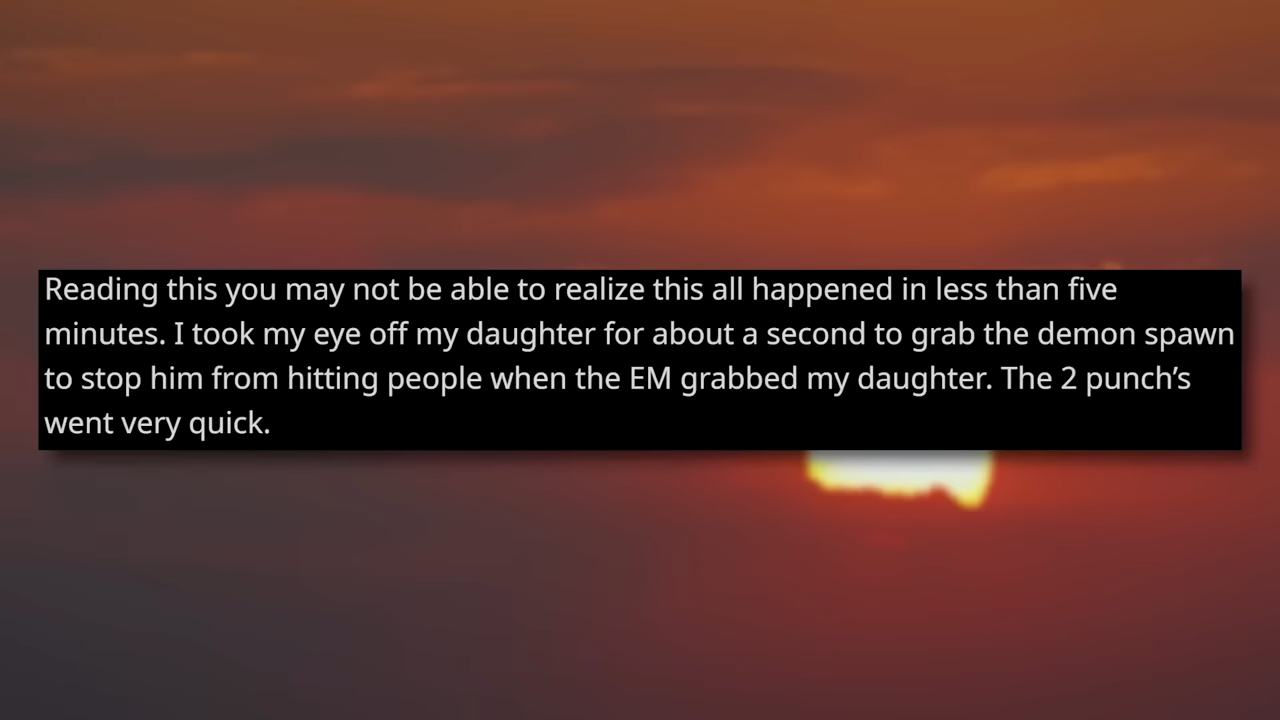 Reading this you may not be able to realize this all happened in less than five
minutes. I took my eye off my daughter for about a second to grab the demon spawn
to stop him from hitting people when the EM grabbed my daughter. The 2 punch’s
went very quick.